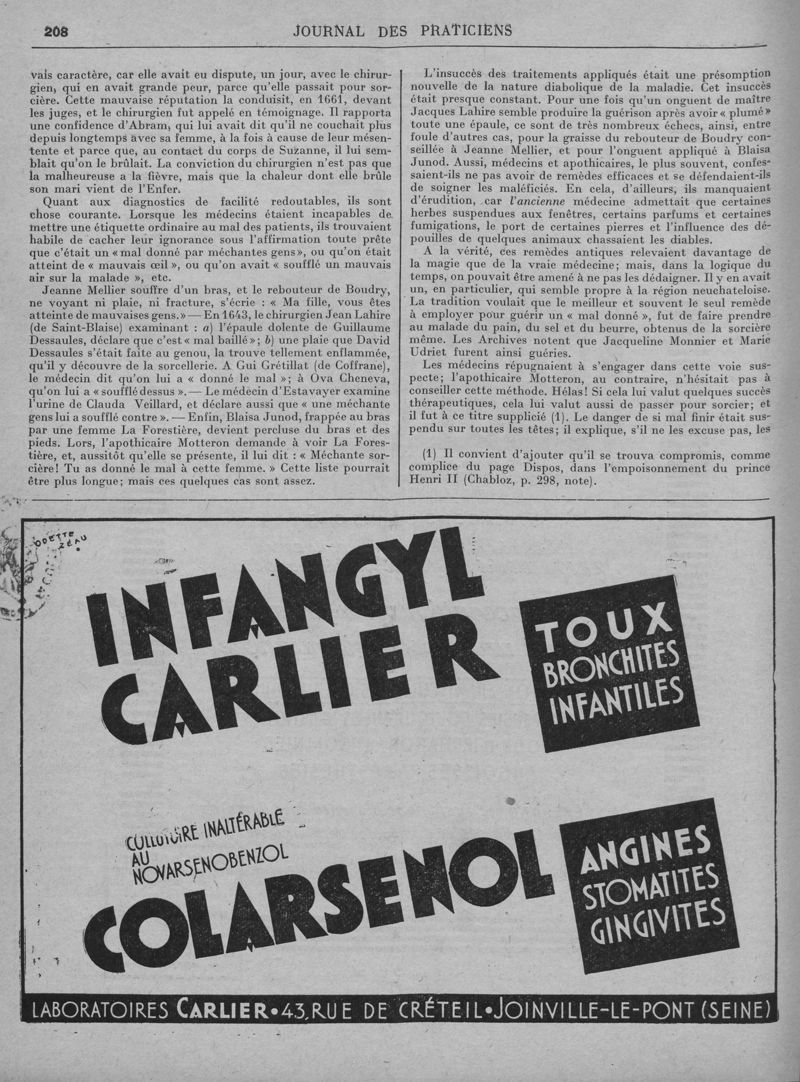 208
JOURNAL DES PRATICIENS
vais caractère, car elle avait eu dispute, un jour, avec le chirur-
gien, qui en avait grande peur, parce qu'elle passait pour sor-
cière. Cette mauvaise réputation la conduisit, en 1661, devant
les juges, et le chirurgien fut appelé en témoignage. Il rapporta
une confidence d'Abram, qui lui avait dit qu'il ne couchait plus
depuis longtemps avec sa femme, à la fois à cause de leur mésen-
tente et parce que, au contact du corps de Suzanne, il lui sem-
blait qu'on le brûlait. La conviction du chirurgien n'est pas que
la malheureuse a la fièvre, mais que la chaleur dont elle brûle
son mari vient de l'Enfer.
Quant aux diagnostics de facilité redoutables, ils sont
chose courante. Lorsque les médecins étaient incapables de
mettre une étiquette ordinaire au mal des patients, ils trouvaient
habile de cacher leur ignorance sous l'affirmation toute prête
que c'était un « mal donné par méchantes gens », ou qu'on était
atteint de « mauvais œil », ou qu'on avait « soufflé un mauvais
air sur la malade », etc.
Jeanne Mellier souffre d'un bras, et le rebouteur de Boudry,
ne voyant ni plaie, ni fracture, s'écrie : « Ma fille, vous êtes
atteinte de mauvaises gens. » — En 1643, le chirurgien Jean Lahire
(de Saint-Blaise) examinant : a) l'épaule dolente de Guillaume
Dessaules, déclare que c'est « mal baillé »; b) une plaie que David
Dessaules s'était faite au genou, la trouve tellement enflammée,
qu'il y découvre de la sorcellerie. A Gui Grétillat (de Coffrane),
le médecin dit qu'on lui a « donné le mal »; à Ova Cheneva,
qu'on lui a « soufflé dessus ». — Le médecin d'Estavayer examine
l'urine de Clauda Veillard, et déclare aussi que « une méchante
gens lui a soufflé contre ». — Enfin, Blaisa Junod, frappée au bras
par une femme La Forestière, devient percluse du bras et des
pieds. Lors, l'apothicaire Motteron demande à voir La Fores-
tière, et, aussitôt qu'elle se présente, il lui dit : « Méchante sor-
cière! Tu as donné le mal à cette femme. » Cette liste pourrait
être plus longue; mais ces quelques cas sont assez.
L'insuccès des traitements appliqués était une présomption
nouvelle de la nature diabolique de la maladie. Cet insuccès
était presque constant. Pour une fois qu'un onguent de maître
Jacques Lahire semble produire la guérison après avoir « plumé »
toute une épaule, ce sont de très nombreux échecs, ainsi, entre
foule d'autres cas, pour la graisse du rebouteur de Boudry con-
seillée à Jeanne Mellier, et pour l'onguent appliqué à Blaisa
Junod. Aussi, médecins et apothicaires, le plus souvent, confes-
saient-ils ne pas avoir de remèdes efficaces et se défendaient-ils
de soigner les maléficiés. En cela, d'ailleurs, ils manquaient
d'érudition, car l'ancienne médecine admettait que certaines
herbes suspendues aux fenêtres, certains parfums et certaines
fumigations, le port de certaines pierres et l'influence des dé-
pouilles de quelques animaux chassaient les diables.
A la vérité, ces remèdes antiques relevaient davantage de
la magie que de la vraie médecine; mais, dans la logique du
temps, on pouvait être amené à ne pas les dédaigner. Il y en avait
un, en particulier, qui semble propre à la région neuchateloise.
La tradition voulait que le meilleur et souvent le seul remède
à employer pour guérir un « mal donné », fut de faire prendre
au malade du pain, du sel et du beurre, obtenus de la sorcière
même. Les Archives notent que Jacqueline Monnier et Marie
Udriet furent ainsi guéries.
Les médecins répugnaient à s'engager dans cette voie sus-
pecte; l'apothicaire Motteron, au contraire, n'hésitait pas à
conseiller cette méthode. Hélas! Si cela lui valut quelques succès
thérapeutiques, cela lui valut aussi de passer pour sorcier; et
il fut à ce titre supplicié (1). Le danger de si mal finir était sus-
pendu sur toutes les têtes; il explique, s'il ne les excuse pas, les
(1) Il convient d'ajouter qu'il se trouva compromis, comme
complice du page Dispos, dans l'empoisonnement du prince
Henri II (Chabloz, p. 298, note).
INFANGYL
CARLIER
TOUX
BRONCHITES
INFANTILES
COLLUTOIRE INALTÉRABLE
AU
NOVARSENOBENZOL
COLARSENOL
ANGINES
STOMATITES
GINGIVITES
LABORATOIRES CARLIER•43, RUE DE CRÉTEIL•JOINVILLE-LE-PONT (SEINE)